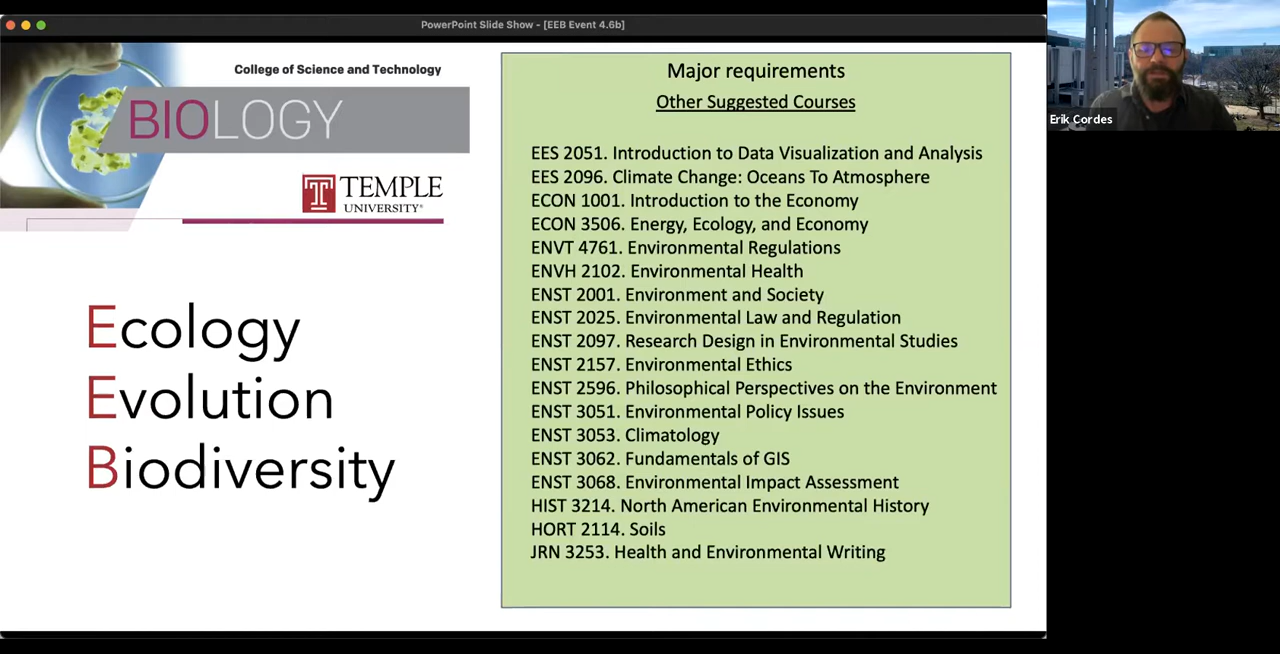 PowerPoint Slide Show - [EEB Event 4.6b]
College of Science and Technology
BIOLOGY
TEMPLE
UNIVERSITY®
Ecology
Evolution
Biodiversity
Major requirements
Other Suggested Courses
EES 2051. Introduction to Data Visualization and Analysis
EES 2096. Climate Change: Oceans To Atmosphere
ECON 1001. Introduction to the Economy
ECON 3506. Energy, Ecology, and Economy
ENVT 4761. Environmental Regulations
ENVH 2102. Environmental Health
ENST 2001. Environment and Society
ENST 2025. Environmental Law and Regulation
ENST 2097. Research Design in Environmental Studies
ENST 2157. Environmental Ethics
ENST 2596. Philosophical Perspectives on the Environment
ENST 3051. Environmental Policy Issues
ENST 3053. Climatology
ENST 3062. Fundamentals of GIS
ENST 3068. Environmental Impact Assessment
HIST 3214. North American Environmental History
HORT 2114. Soils
JRN 3253. Health and Environmental Writing
Erik Cordes